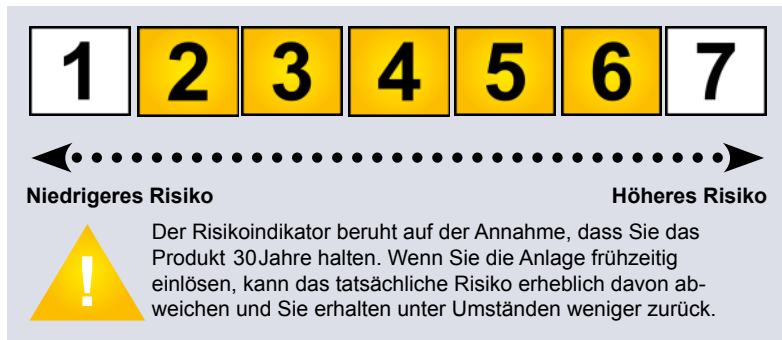 1 2 3 4 5 6 7
Niedrigeres Risiko Höheres Risiko
Der Risikoindikator beruht auf der Annahme, dass Sie das
Produkt 30Jahre halten. Wenn Sie die Anlage frühzeitig
einlösen, kann das tatsächliche Risiko erheblich davon ab-
weichen und Sie erhalten unter Umständen weniger zurück.
!